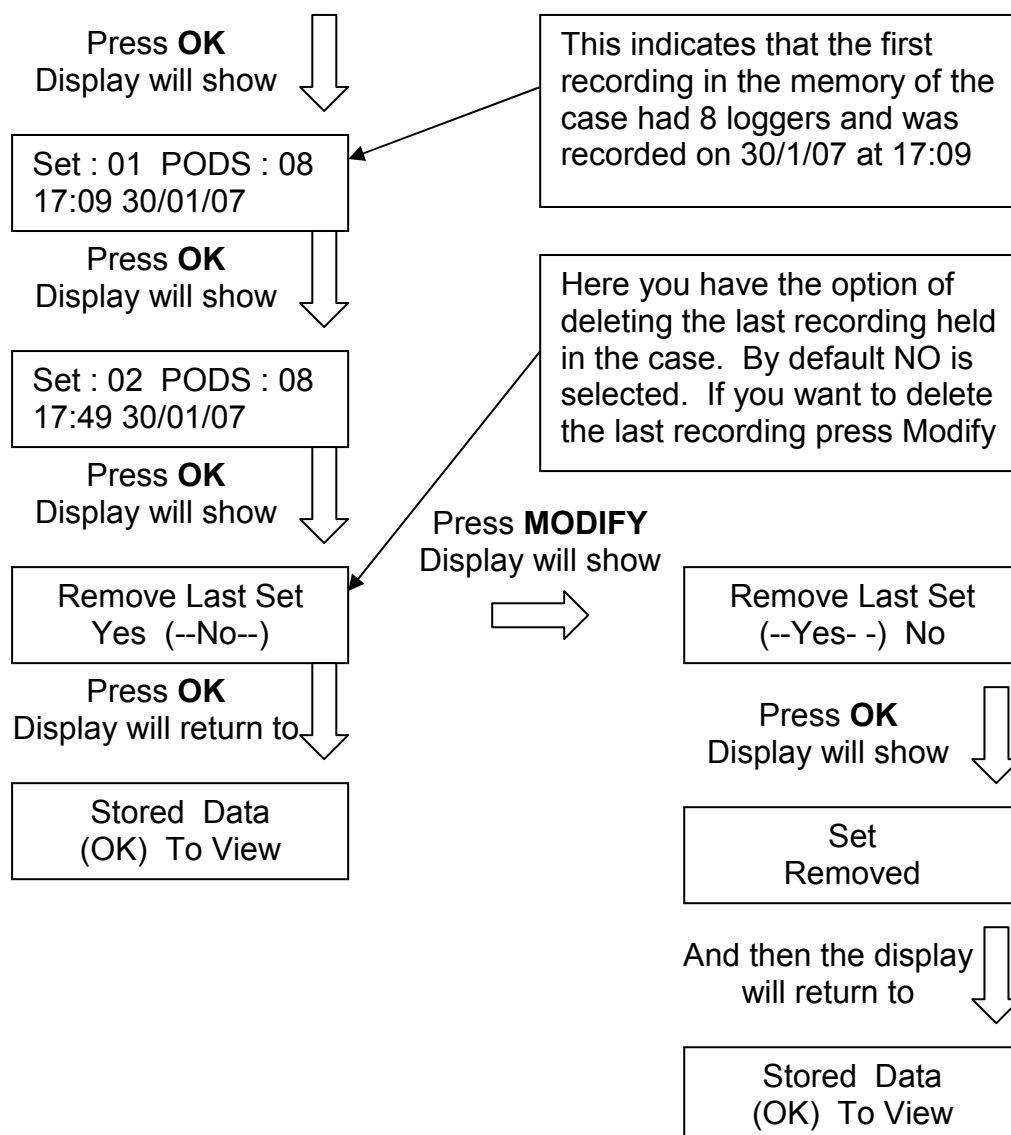 Press OK
Display will show
This indicates that the first
recording in the memory of the
case had 8 loggers and was
recorded on 30/1/07 at 17:09
Set : 01 PODS : 08
17:09 30/01/07
Press OK
Display will show
Here you have the option of
deleting the last recording held
in the case. By default NO is
selected. If you want to delete
the last recording press Modify
Set : 02 PODS : 08
17:49 30/01/07
Press OK
Display will show
Press MODIFY
Display will show
Remove Last Set
Yes (--No--)
Remove Last Set
(--Yes- -) No
Press OK
Display will return to
Press OK
Display will show
Stored Data
(OK) To View
Set
Removed
And then the display
will return to
Stored Data
(OK) To View